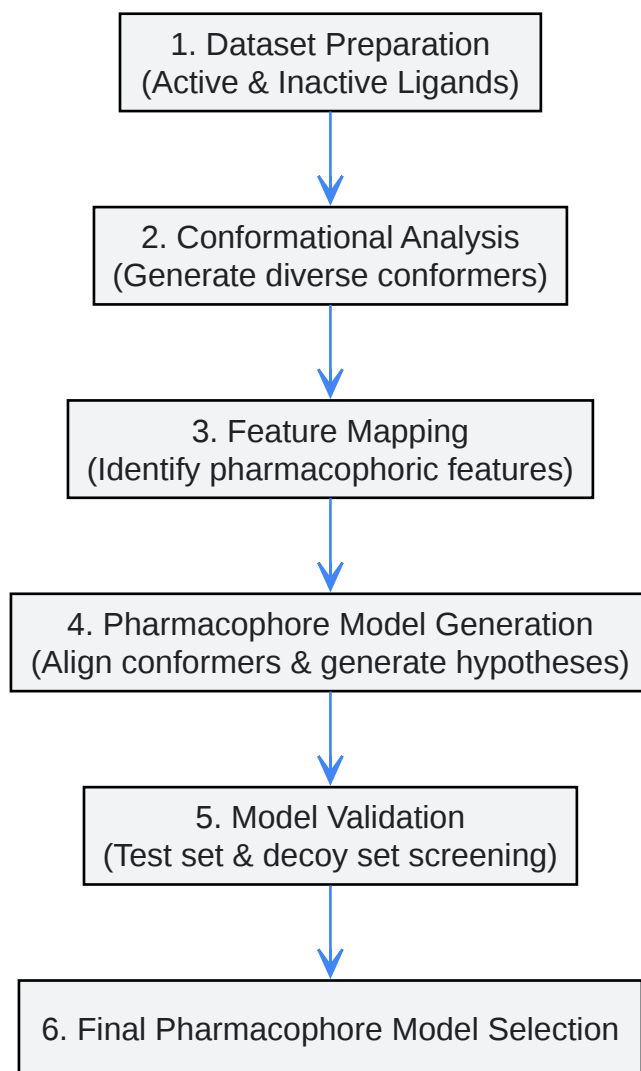 1. Dataset Preparation
(Active & Inactive Ligands)
2. Conformational Analysis
(Generate diverse conformers)
3. Feature Mapping
(Identify pharmacophoric features)
4. Pharmacophore Model Generation
(Align conformers & generate hypotheses)
5. Model Validation
(Test set & decoy set screening)
6. Final Pharmacophore Model Selection